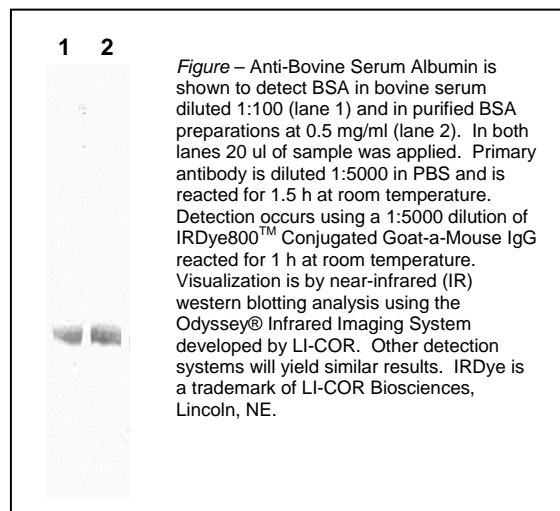 1 2
Figure – Anti-Bovine Serum Albumin is
shown to detect BSA in bovine serum
diluted 1:100 (lane 1) and in purified BSA
preparations at 0.5 mg/ml (lane 2). In both
lanes 20 ul of sample was applied. Primary
antibody is diluted 1:5000 in PBS and is
reacted for 1.5 h at room temperature.
Detection occurs using a 1:5000 dilution of
IRDye800™ Conjugated Goat-a-Mouse IgG
reacted for 1 h at room temperature.
Visualization is by near-infrared (IR)
western blotting analysis using the
Odyssey® Infrared Imaging System
developed by LI-COR. Other detection
systems will yield similar results. IRDye is
a trademark of LI-COR Biosciences,
Lincoln, NE.